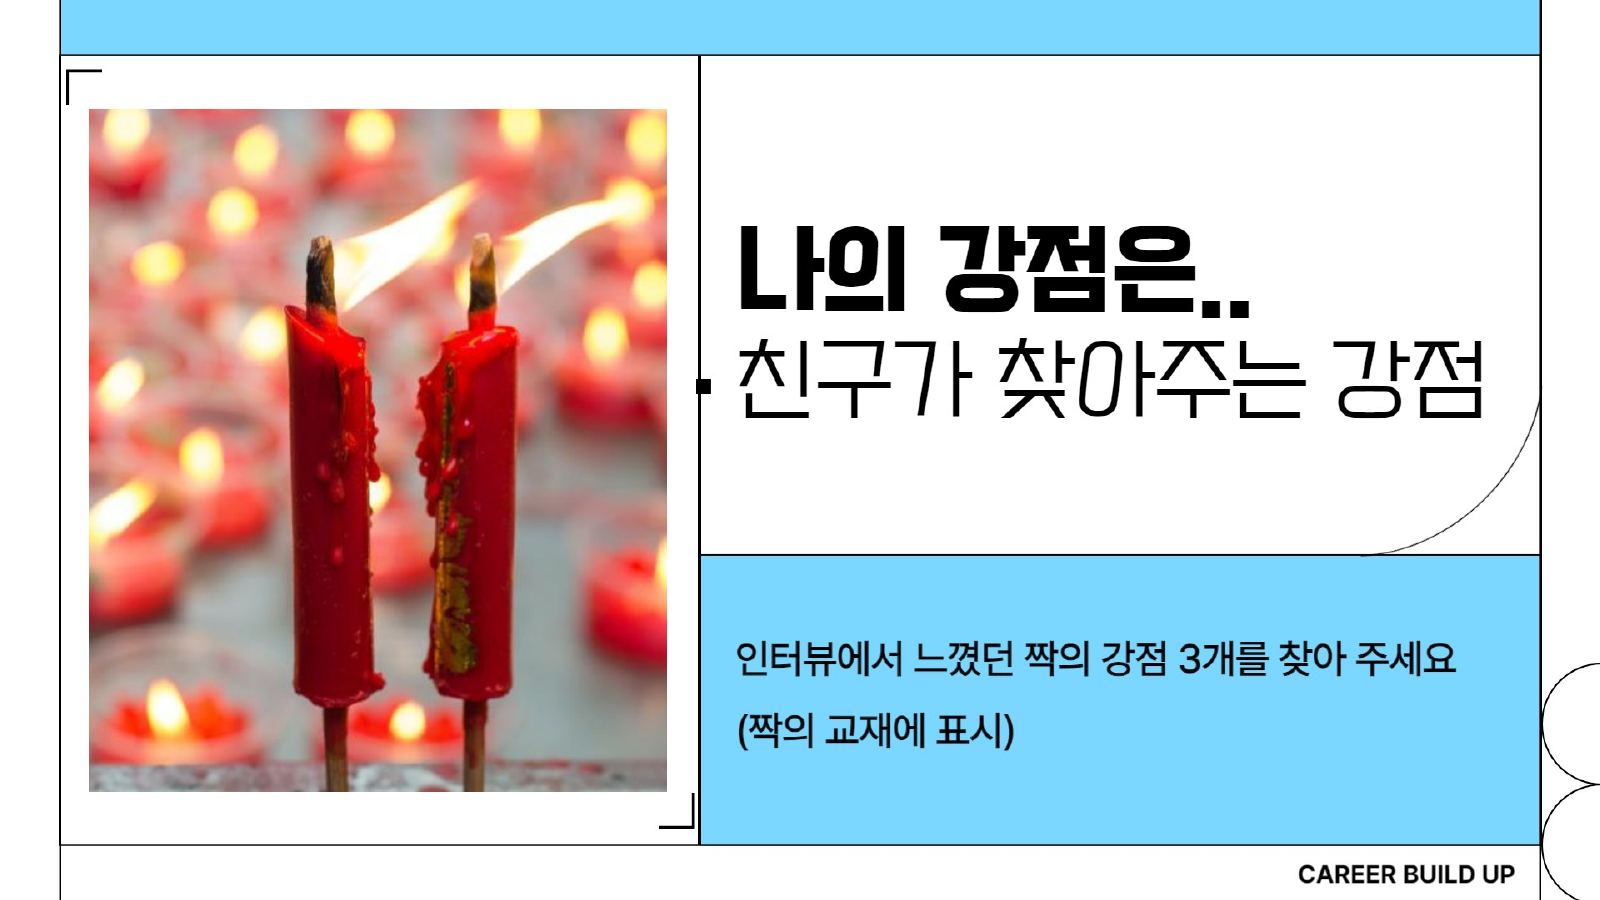 나의 강점은..
친구가 찾아주는 강점
인터뷰에서 느꼈던 짝의 강점 3개를 찾아 주세요
(짝의 교재에 표시)
CAREER BUILD UP